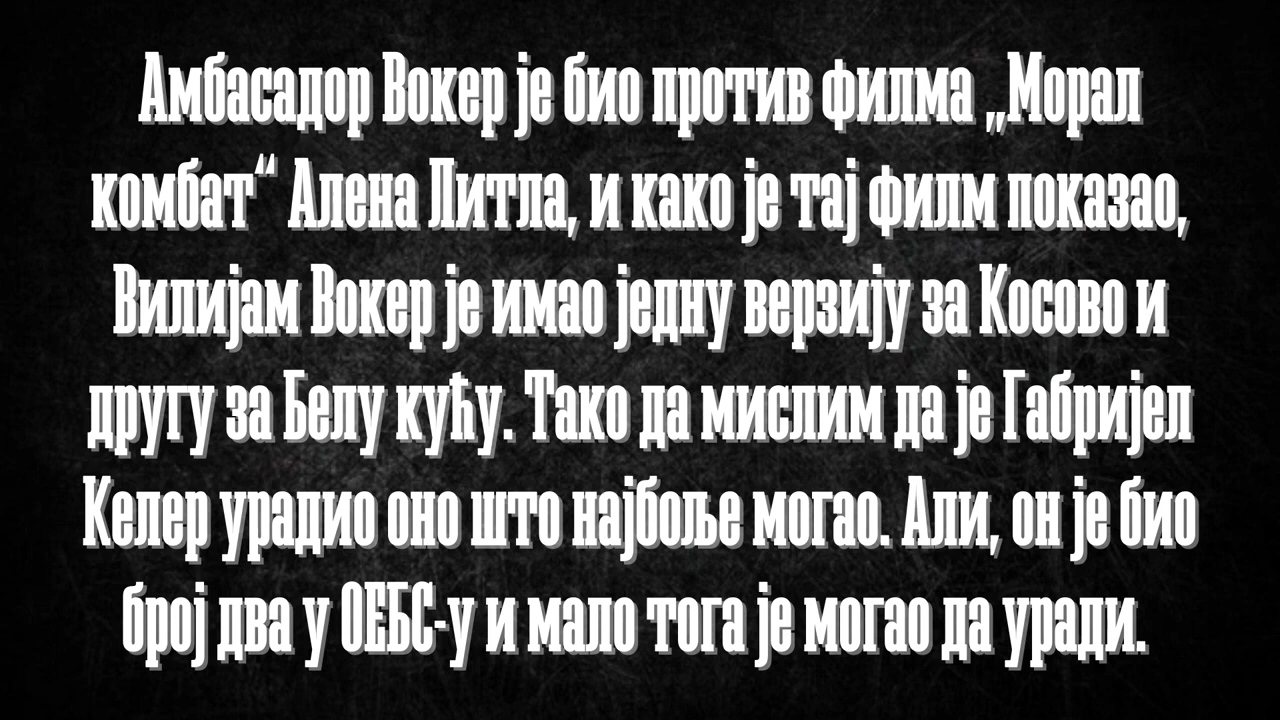 Амбасадор Вокер је био против филма „Морал
комбат“ Алена Литла, и како је тај филм показао,
Вилијам Вокер је имао једну верзију за Косово и
другу за Белу кућу. Тако да мислим да је Габријел
Келер урадио оно што најбоље могао. Али, он је био
број два у ОЕБС-у и мало тога је могао да уради.